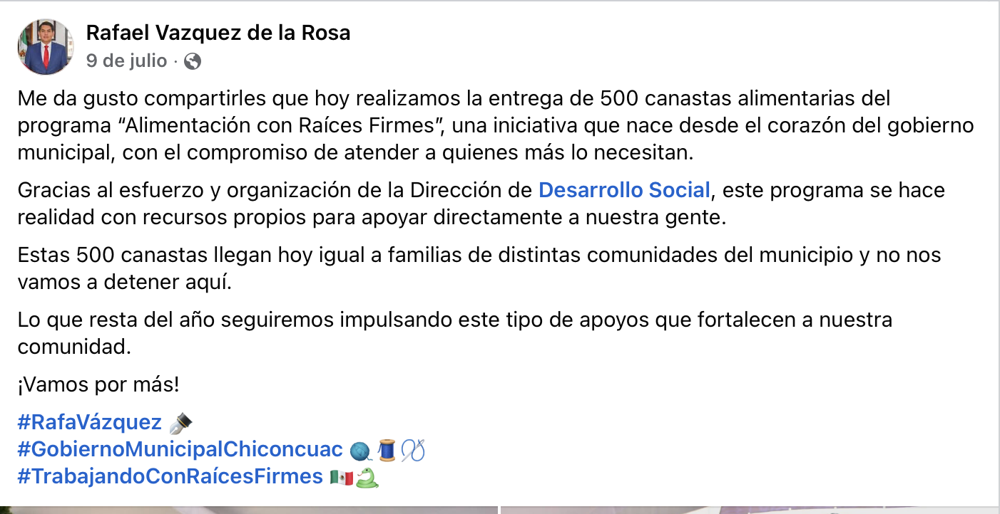 Rafael Vazquez de la Rosa
9 de julio ·
Me da gusto compartirles que hoy realizamos la entrega de 500 canastas alimentarias del
programa “Alimentación con Raíces Firmes”, una iniciativa que nace desde el corazón del gobierno
municipal, con el compromiso de atender a quienes más lo necesitan.
Gracias al esfuerzo y organización de la Dirección de Desarrollo Social, este programa se hace
realidad con recursos propios para apoyar directamente a nuestra gente.
Estas 500 canastas llegan hoy igual a familias de distintas comunidades del municipio y no nos
vamos a detener aquí.
Lo que resta del año seguiremos impulsando este tipo de apoyos que fortalecen a nuestra
comunidad.
¡Vamos por más!
#RafaVázquez ✒️
#GobiernoMunicipalChiconcuac 🧶🧵🪡
#TrabajandoConRaícesFirmes 🇲🇽🐍